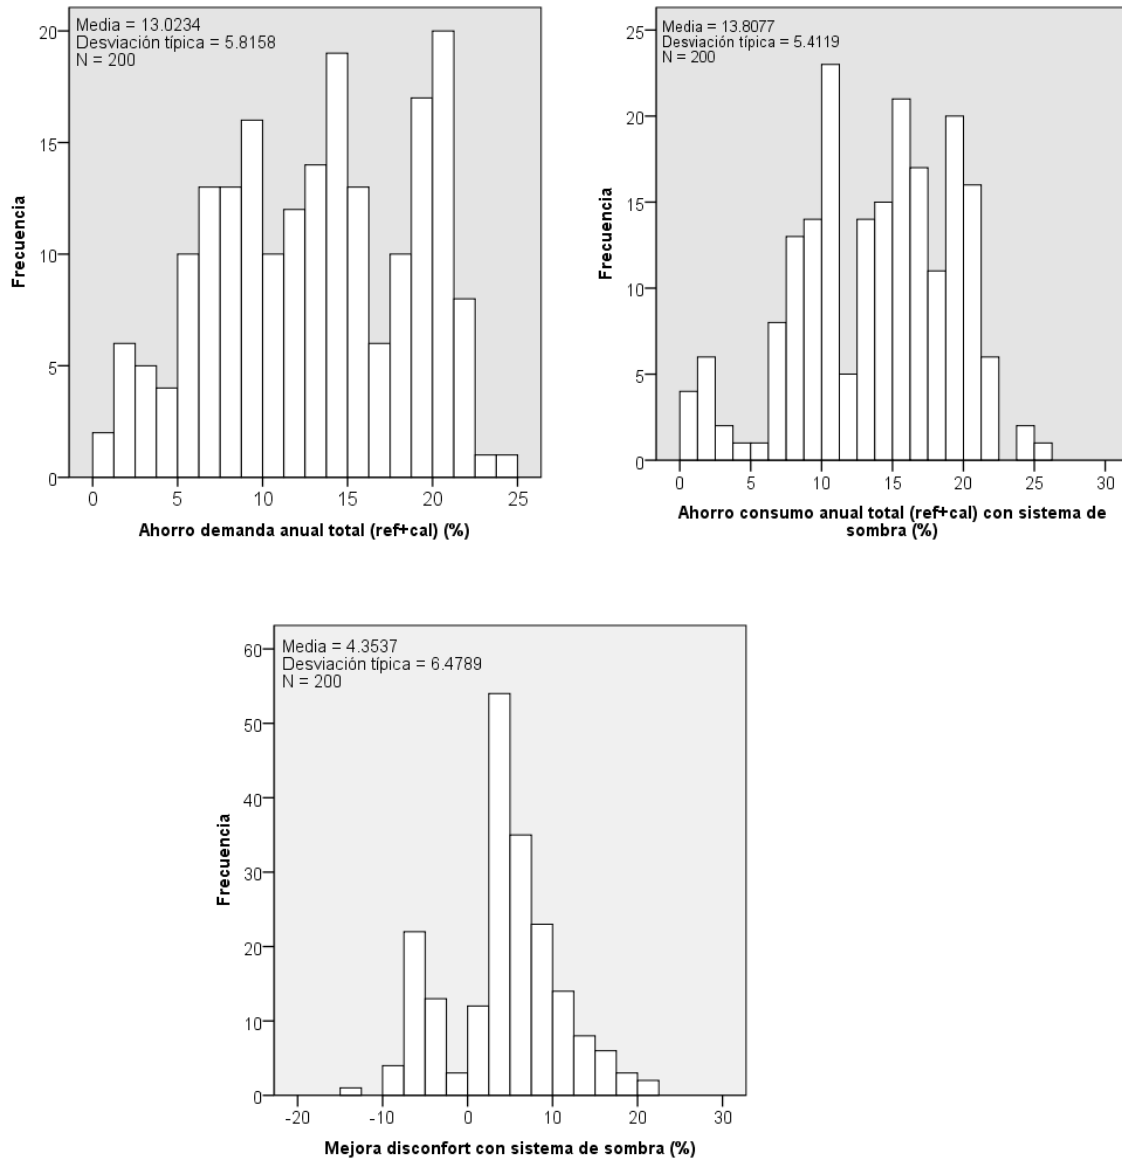 Media = 13.0234
Desviación típica = 5.8158
N = 200
20
15
10
5
0
Frecuencia
0 5 10 15 20 25
Ahorro demanda anual total (ref+cal) (%)
Media = 13.8077
Desviación típica = 5.4119
N = 200
25
20
15
10
5
0
Frecuencia
0 5 10 15 20 25 30
Ahorro consumo anual total (ref+cal) con sistema de
sombra (%)
Media = 4.3537
Desviación típica = 6.4789
N = 200
60
50
40
30
20
10
0
Frecuencia
-20 -10 0 10 20 30
Mejora disconfort con sistema de sombra (%)